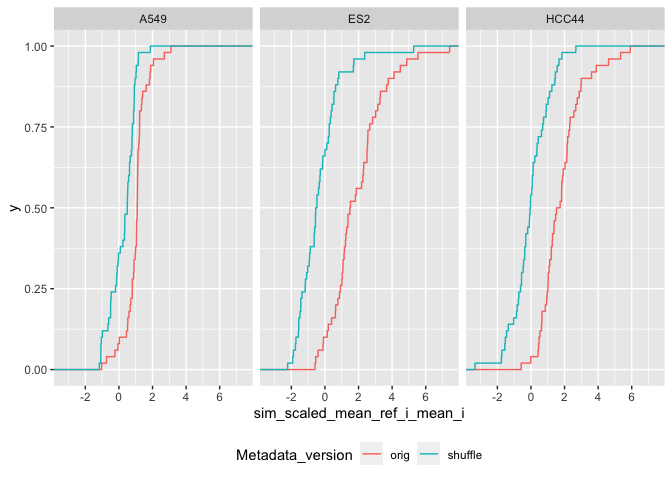 A549 ES2 HCC44
1.00
0.75
y
0.50
0.25
0.00
-2 0 2 4 6 -2 0 2 4 6 -2 0 2 4 6
sim_scaled_mean_ref_i_mean_i
Metadata_version orig shuffle